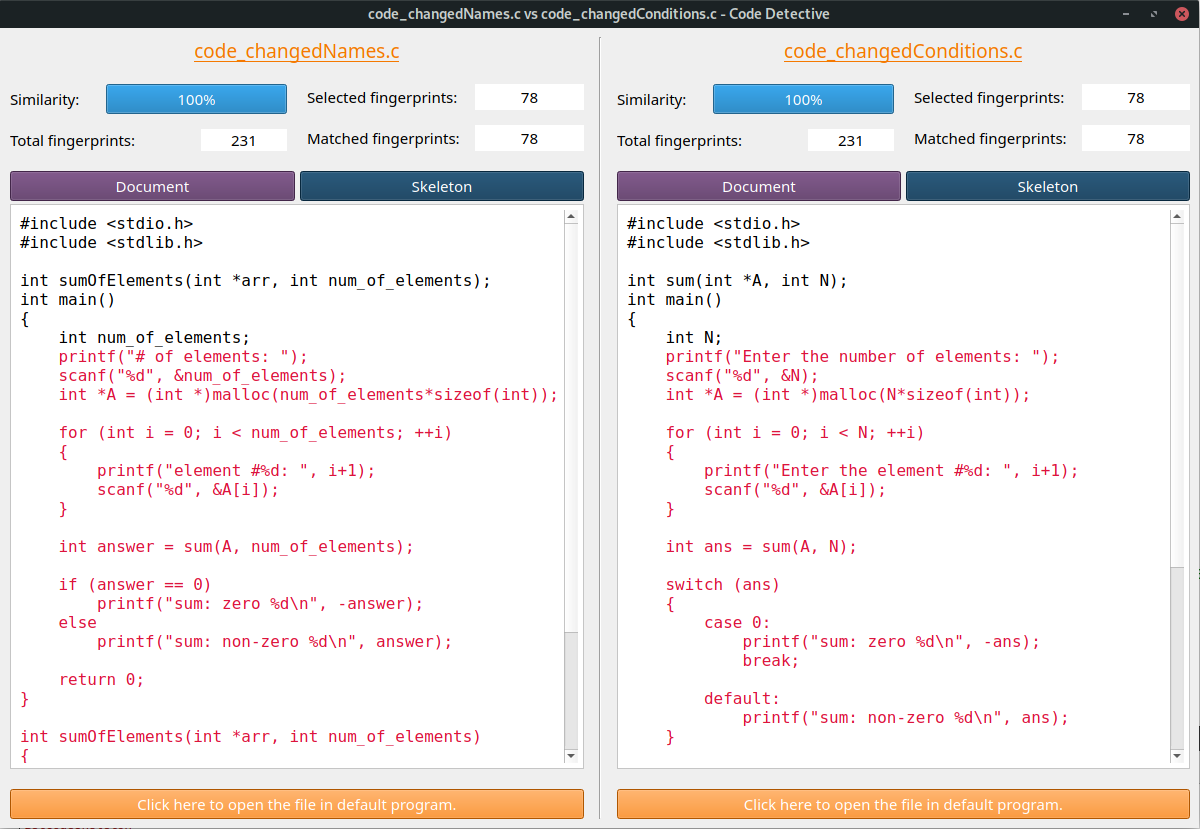 code_changedNames.c vs code_changedConditions.c - Code Detective
code_changedNames.c
Similarity: 100% Selected fingerprints: 78
Total fingerprints: 231 Matched fingerprints: 78
Document Skeleton
#include <stdio.h>
#include <stdlib.h>

int sumOfElements(int *arr, int num_of_elements);
int main()
{
    int num_of_elements;
    printf("# of elements: ");
    scanf("%d", &num_of_elements);
    int *A = (int *)malloc(num_of_elements*sizeof(int));

    for (int i = 0; i < num_of_elements; ++i)
    {
        printf("element #%d: ", i+1);
        scanf("%d", &A[i]);
    }

    int answer = sum(A, num_of_elements);

    if (answer == 0)
        printf("sum: zero %d\n", -answer);
    else
        printf("sum: non-zero %d\n", answer);

    return 0;
}

int sumOfElements(int *arr, int num_of_elements)
{
Click here to open the file in default program.
code_changedConditions.c
Similarity: 100% Selected fingerprints: 78
Total fingerprints: 231 Matched fingerprints: 78
Document Skeleton
#include <stdio.h>
#include <stdlib.h>

int sum(int *A, int N);
int main()
{
    int N;
    printf("Enter the number of elements: ");
    scanf("%d", &N);
    int *A = (int *)malloc(N*sizeof(int));

    for (int i = 0; i < N; ++i)
    {
        printf("Enter the element #%d: ", i+1);
        scanf("%d", &A[i]);
    }

    int ans = sum(A, N);

    switch (ans)
    {
        case 0:
            printf("sum: zero %d\n", -ans);
            break;

        default:
            printf("sum: non-zero %d\n", ans);
    }
Click here to open the file in default program.